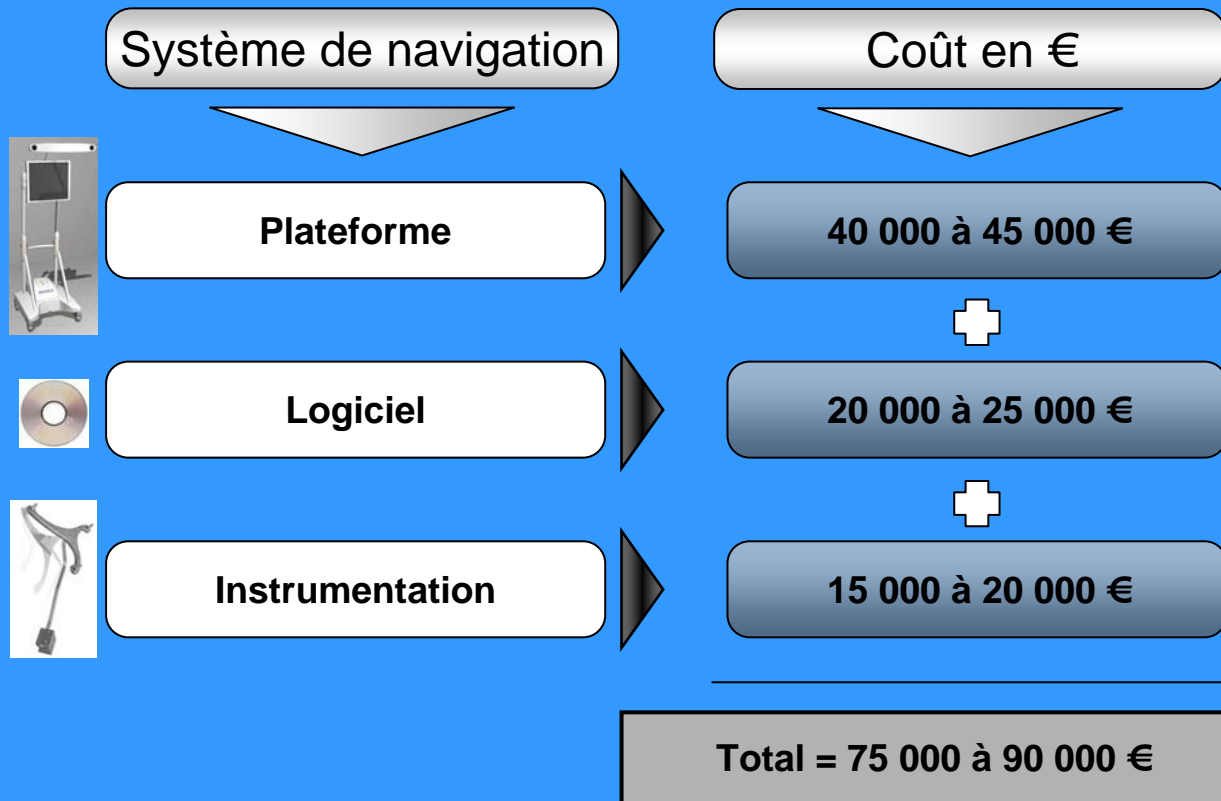 Système de navigation
Coût en €
Plateforme
40 000 à 45 000 €
Logiciel
20 000 à 25 000 €
Instrumentation
15 000 à 20 000 €
Total = 75 000 à 90 000 €